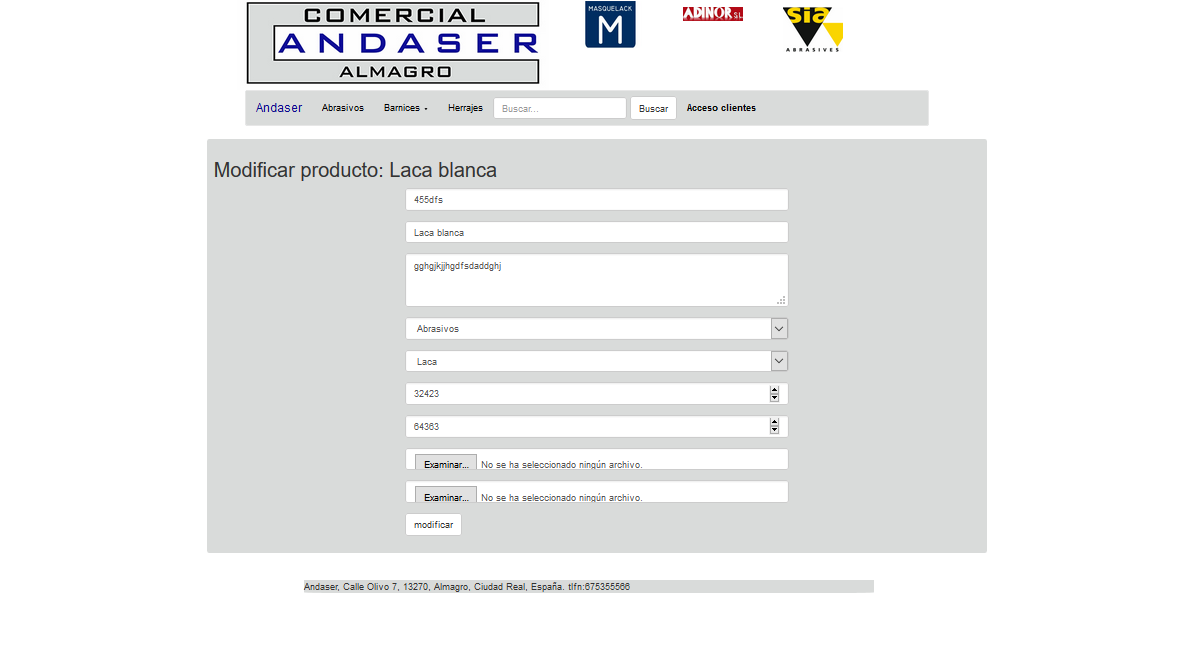 COMERCIAL
ANDASER
ALMAGRO
MASQUELACK
M
ADINOR S.L
sia
ABRASIVES
Andaser Abrasivos Barnices Herrajes Buscar... Buscar Acceso clientes
Modificar producto: Laca blanca
455dfs
Laca blanca
gghgjkjjhgdfsdaddghj
Abrasivos
Laca
32423
64363
Examinar... No se ha seleccionado ningún archivo.
Examinar... No se ha seleccionado ningún archivo.
modificar
Andaser, Calle Olivo 7, 13270, Almagro, Ciudad Real, España. tlfn:675355566